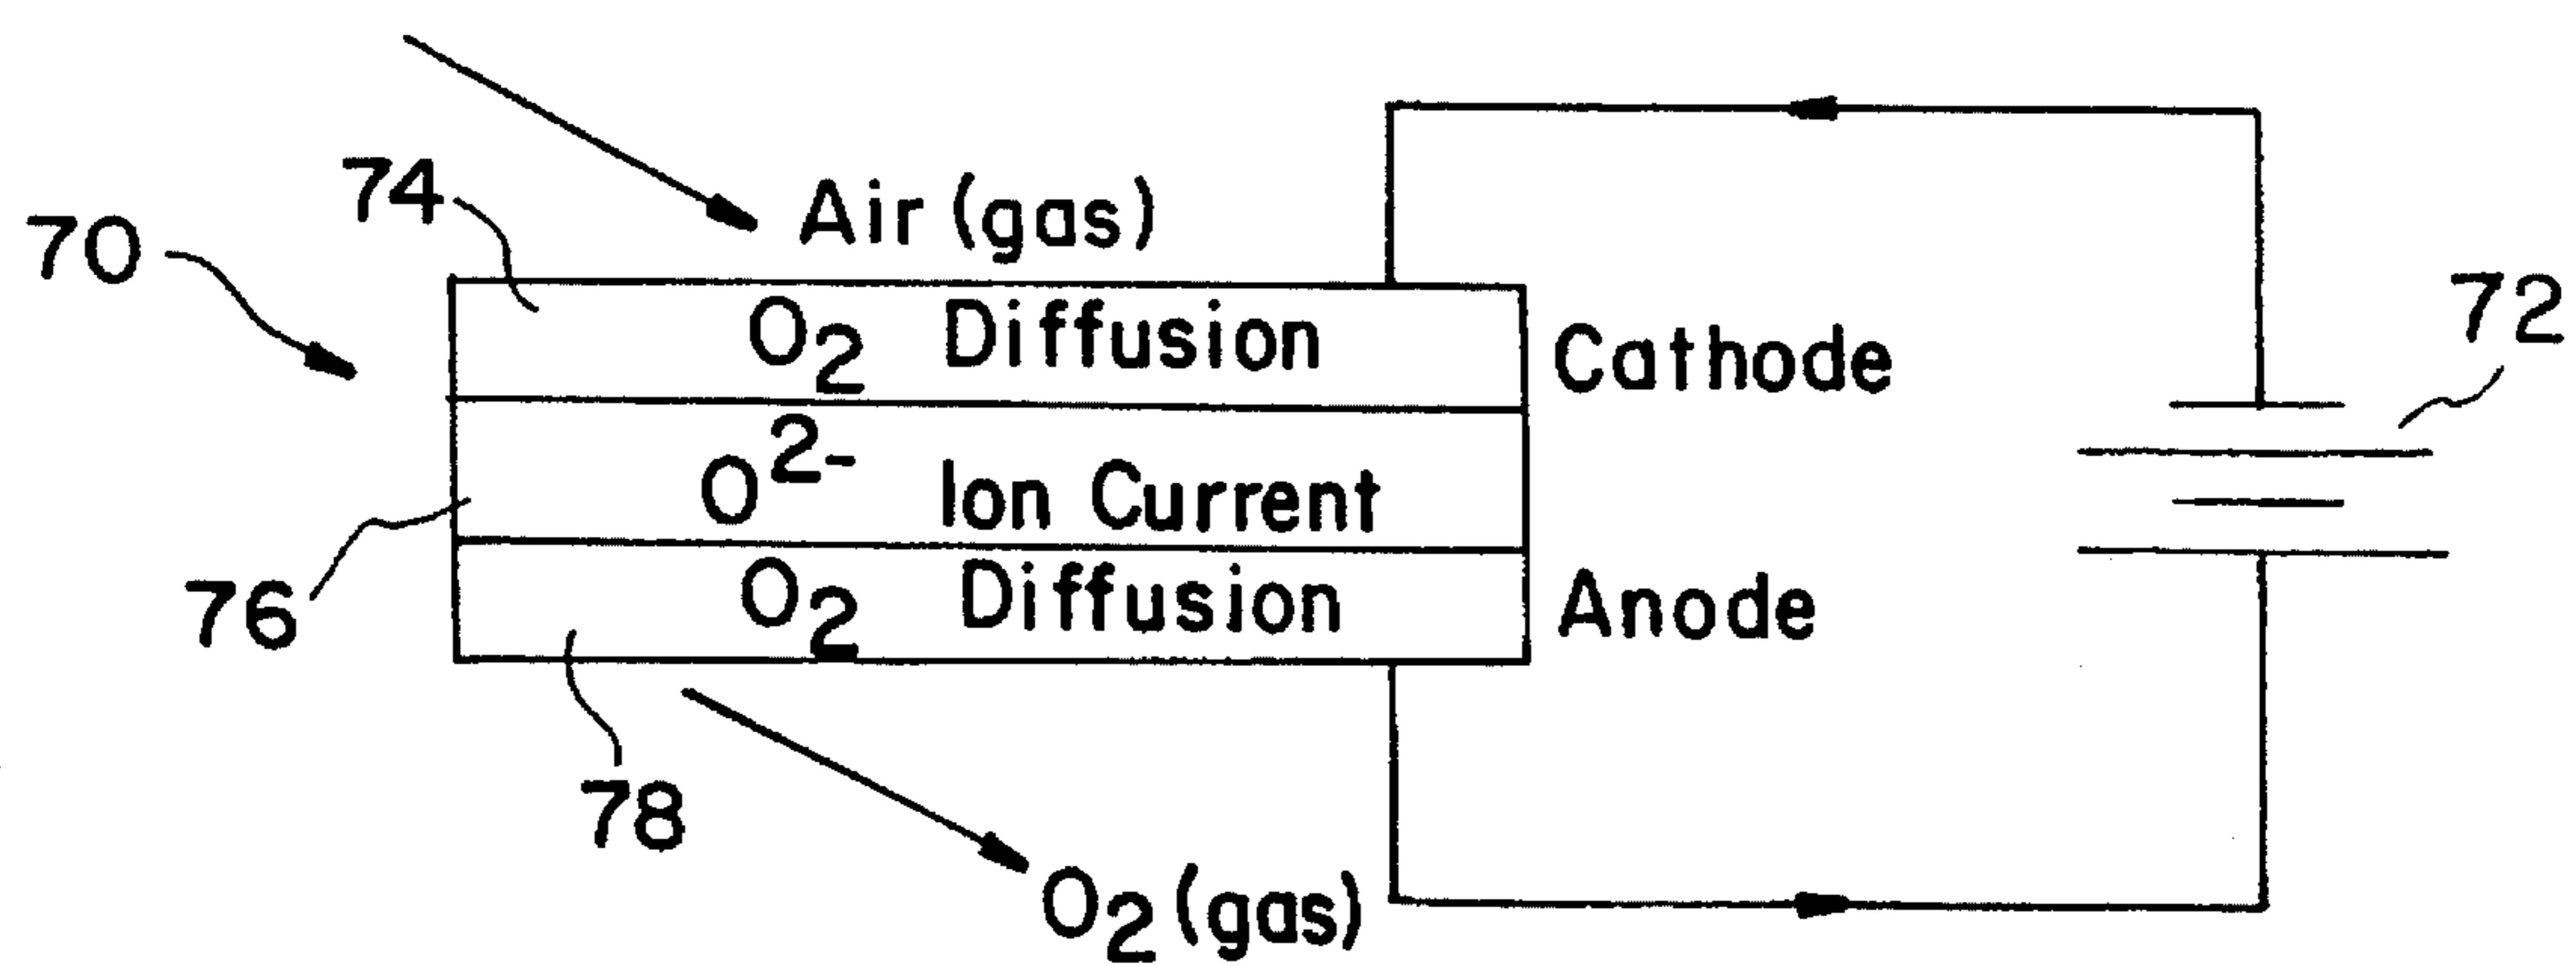 Air (gas)
74
70
72
O₂ Diffusion
Cathode
O²⁻ Ion Current
76
O₂ Diffusion
Anode
78
O₂ (gas)